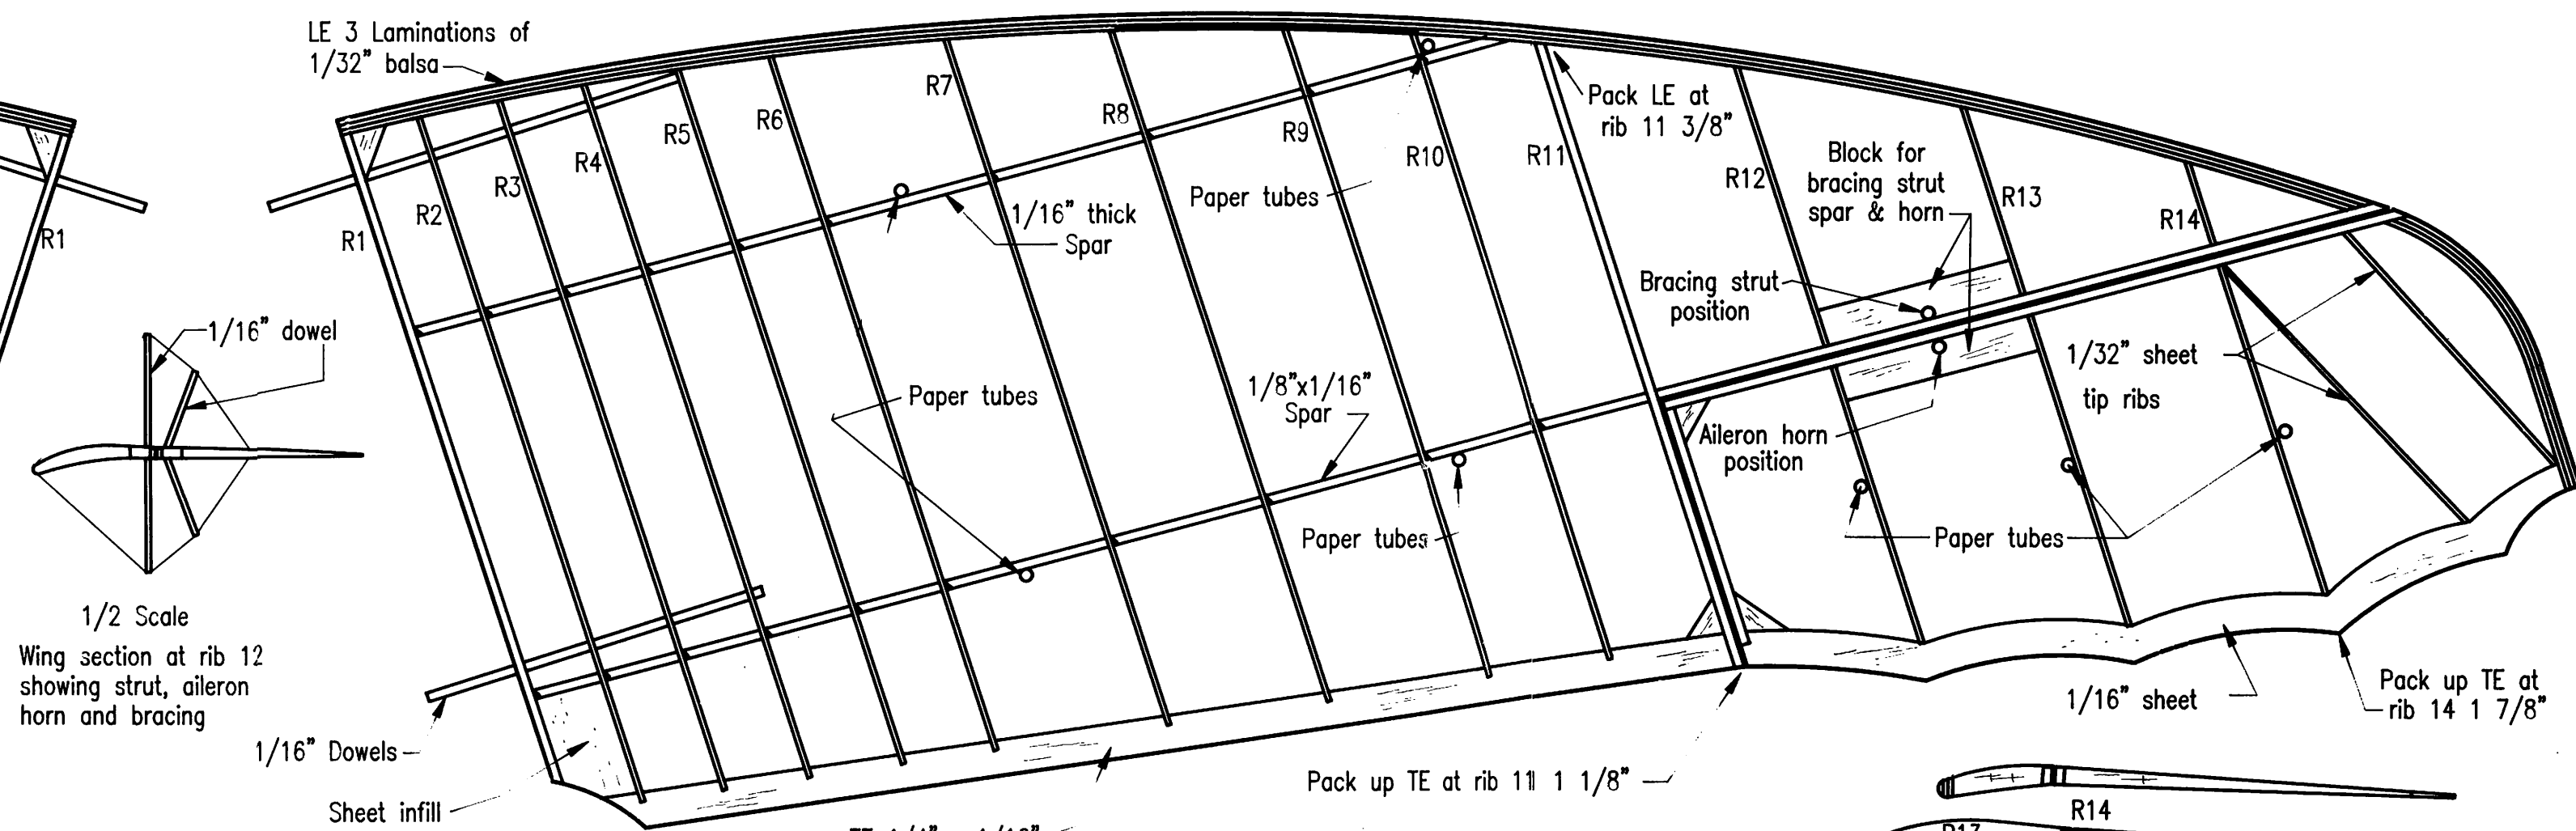 LE 3 Laminations of
1/32" balsa
R1
R1
R2
R3
R4
R5
R6
R7
R8
R9
R10
R11
R12
R13
R14
Pack LE at
rib 11 3/8"
Block for
bracing strut
spar & horn
Paper tubes
1/16" thick
Spar
Bracing strut
position
1/16" dowel
Paper tubes
1/8"x1/16"
Spar
1/32" sheet
tip ribs
Aileron horn
position
Paper tubes
Paper tubes
1/2 Scale
Wing section at rib 12
showing strut, aileron
horn and bracing
1/16" Dowels
Sheet infill
Pack up TE at rib 11 1 1/8"
1/16" sheet
Pack up TE at
rib 14 1 7/8"
R14
R13